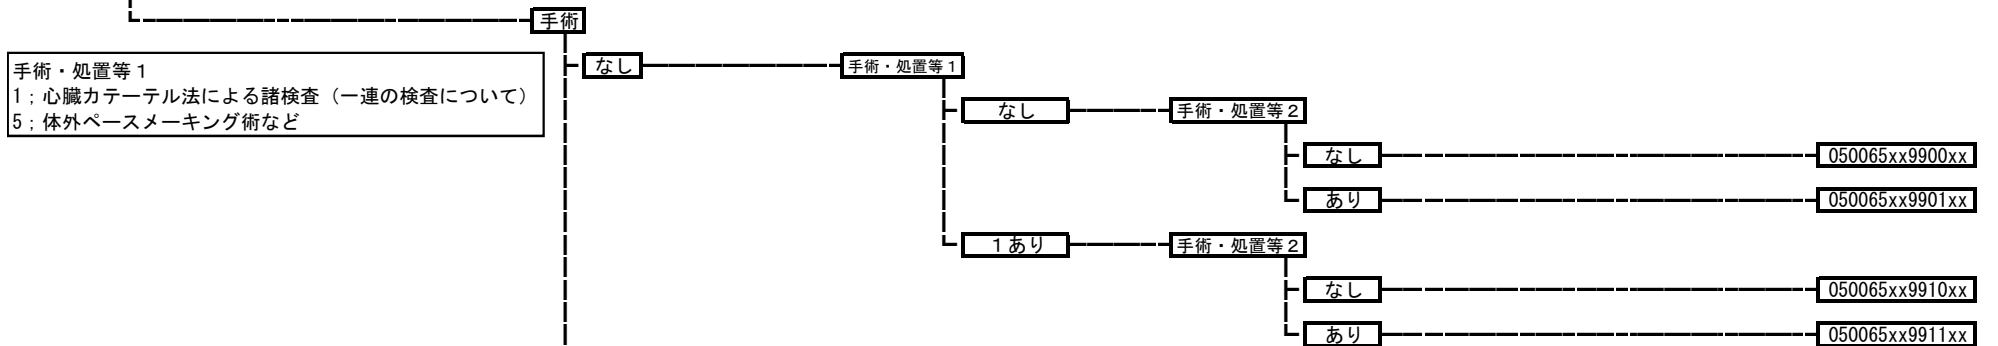 手術
手術・処置等1
1;心臓カテーテル法による諸検査（一連の検査について）
5;体外ペースメーキング術など
なし
手術・処置等1
なし
手術・処置等2
なし
050065xx9900xx
あり
050065xx9901xx
1あり
手術・処置等2
なし
050065xx9910xx
あり
050065xx9911xx